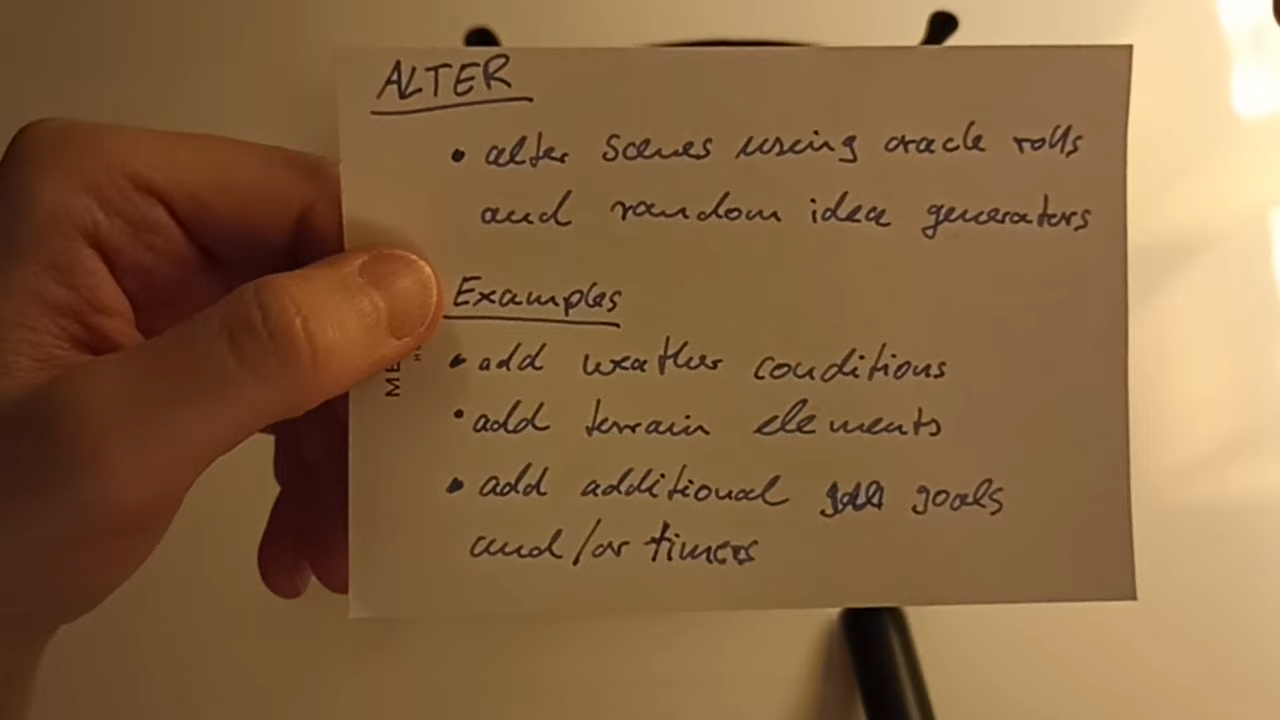 ALTER
• alter scenes using oracle rolls
and random idea generators
Examples
• add weather conditions
• add terrain elements
• add additional goals
and/or timers
ME